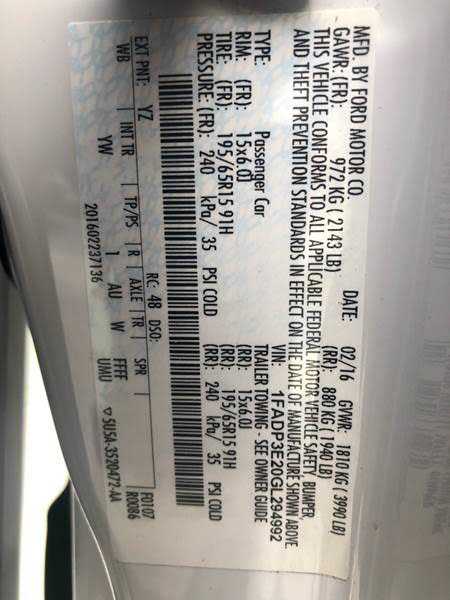 MFD. BY FORD MOTOR CO.
DATE: 02/16 GVWR: 1810 KG ( 3990 LB)
GAWR: (FR): 972 KG ( 2143 LB) (RR): 880 KG ( 1940 LB)
THIS VEHICLE CONFORMS TO ALL APPLICABLE FEDERAL MOTOR VEHICLE SAFETY, BUMPER,
AND THEFT PREVENTION STANDARDS IN EFFECT ON THE DATE OF MANUFACTURE SHOWN ABOVE.
VIN: 1FADP3E20GL294992
TYPE: Passenger Car TRAILER TOWING - SEE OWNER GUIDE
RIM: (FR) 15x6.0J (RR): 15x6.0J
TIRE: (FR) 195/65R15 91H (RR): 195/65R15 91H
PRESSURE: (FR): 240 kPa/ 35 PSI COLD (RR): 240 kPa/ 35 PSI COLD
EXT PNT: YZ RC: 48 DSO: F0107
WB INT TR TP/PS R AXLE TR SPR R0086
YW 1 AU W FFFF UMU
201602237136 ▽ 5U5A-3520472-AA